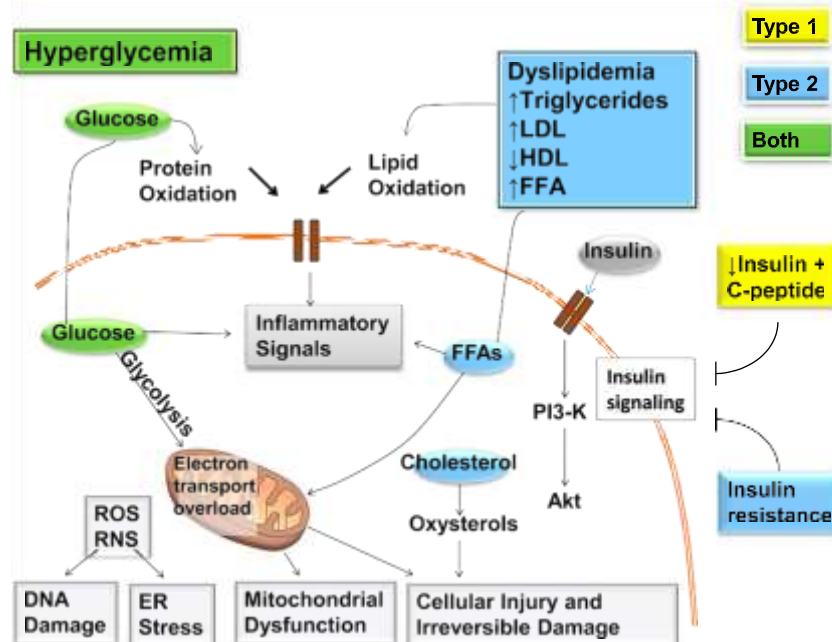 Hyperglycemia
Type 1
Type 2
Both
Dyslipidemia
↑Triglycerides
↑LDL
↓HDL
↑FFA
Glucose
Protein
Oxidation
Lipid
Oxidation
Insulin
↓Insulin +
C-peptide
Glucose
Inflammatory
Signals
FFAs
Glycolysis
Insulin
signaling
PI3-K
Electron
transport
overload
Cholesterol
Akt
Insulin
resistance
ROS
RNS
Oxysterols
DNA
Damage
ER
Stress
Mitochondrial
Dysfunction
Cellular Injury and
Irreversible Damage